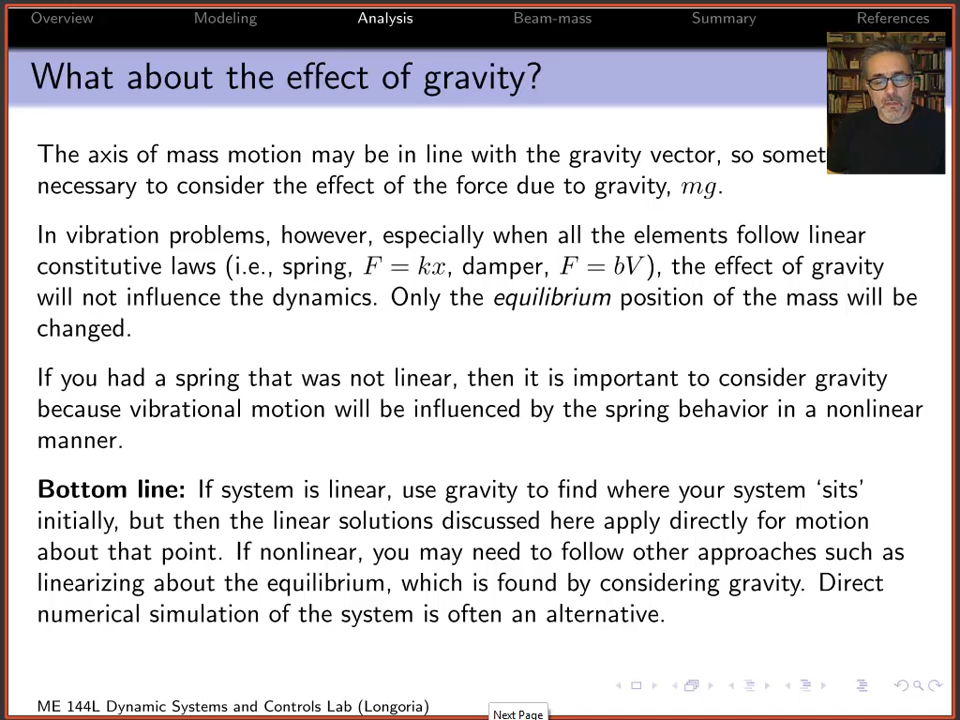 Overview Modeling Analysis Beam-mass Summary References
What about the effect of gravity?
The axis of mass motion may be in line with the gravity vector, so
necessary to consider the effect of the force due to gravity, mg.
In vibration problems, however, especially when all the elements follow linear
constitutive laws (i.e., spring, F = kx, damper, F = bV), the effect of gravity
will not influence the dynamics. Only the equilibrium position of the mass will be
changed.
If you had a spring that was not linear, then it is important to consider gravity
because vibrational motion will be influenced by the spring behavior in a nonlinear
manner.
Bottom line: If system is linear, use gravity to find where your system ‘sits’
initially, but then the linear solutions discussed here apply directly for motion
about that point. If nonlinear, you may need to follow other approaches such as
linearizing about the equilibrium, which is found by considering gravity. Direct
numerical simulation of the system is often an alternative.
ME 144L Dynamic Systems and Controls Lab (Longoria)
Next Page